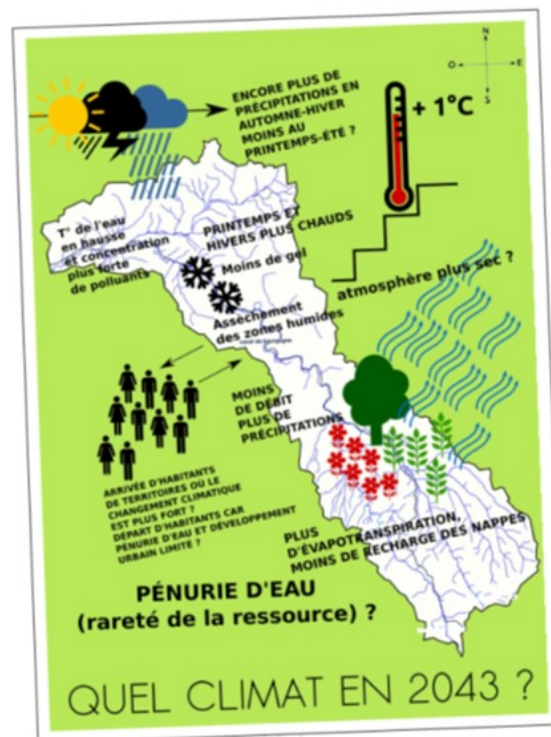 N
O
E
S
ENCORE PLUS DE
PRÉCIPITATIONS EN
AUTOMNE-HIVER
MOINS AU
PRINTEMPS-ÉTÉ ?
+ 1°C
T° de l'eau
en hausse
et concentration
plus forte
de polluants
PRINTEMPS ET
HIVERS PLUS CHAUDS
Moins de gel
atmosphère plus sec ?
Assèchement
des zones humides
MOINS
DE DÉBIT
PLUS DE
PRÉCIPITATIONS
ARRIVÉE D'HABITANTS
DE TERRITOIRES OÙ LE
CHANGEMENT CLIMATIQUE
EST PLUS FORT ?
DÉPART D'HABITANTS CAR
PÉNURIE D'EAU ET DÉVELOPPEMENT
URBAIN LIMITÉ ?
PLUS
D'ÉVAPOTRANSPIRATION,
MOINS DE RECHARGE DES NAPPES
PÉNURIE D'EAU
(rareté de la ressource) ?
QUEL CLIMAT EN 2043 ?